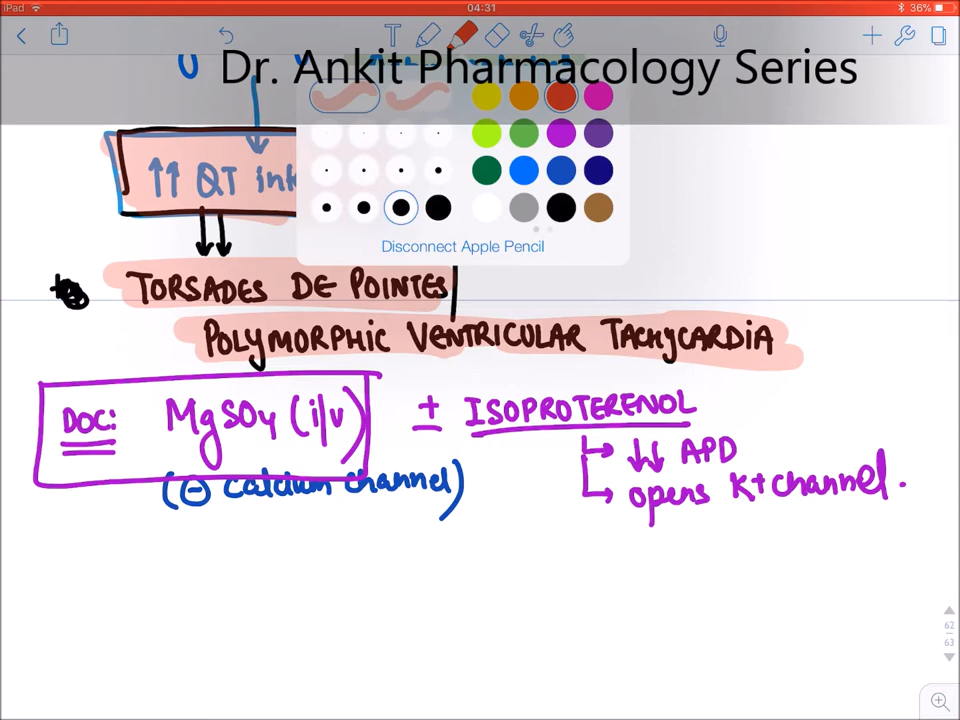 iPad 04:31 36%
T
Dr. Ankit Pharmacology Series
↑↑ QT int
Disconnect Apple Pencil
TORSADES DE POINTES
POLYMORPHIC VENTRICULAR TACHYCARDIA
DOC: MgSO4 (i/v) ± ISOPROTERENOL
(⊖ calcium channel)
↳ ↓↓ APD
↳ opens K+ channel.
62
63